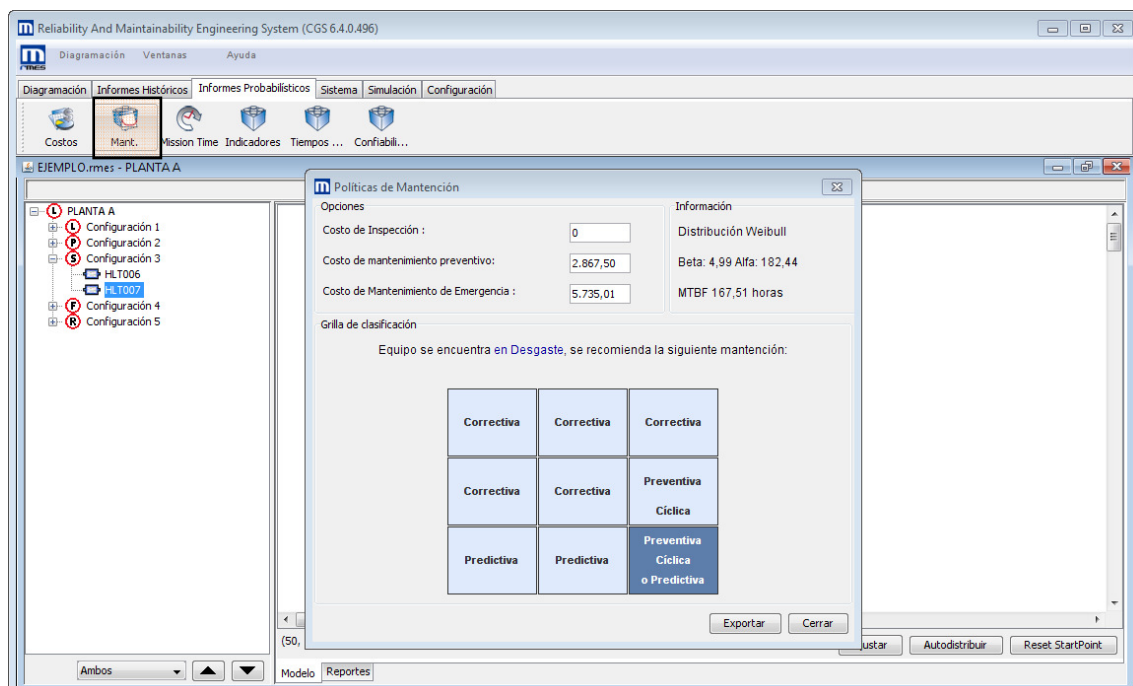 Reliability And Maintainability Engineering System (CGS 6.4.0.496)
Diagramación Ventanas Ayuda
Diagramación Informes Históricos Informes Probabilísticos Sistema Simulación Configuración
Costos Mant. Mission Time Indicadores Tiempos ... Confiabili...
EJEMPLO.rmes - PLANTA A
L PLANTA A
L Configuración 1
P Configuración 2
S Configuración 3
HLT006
HLT007
F Configuración 4
R Configuración 5
Políticas de Mantención
Opciones
Costo de Inspección : 0
Costo de mantenimiento preventivo: 2.867,50
Costo de Mantenimiento de Emergencia : 5.735,01
Información
Distribución Weibull
Beta: 4,99 Alfa: 182,44
MTBF 167,51 horas
Grilla de clasificación
Equipo se encuentra en Desgaste, se recomienda la siguiente mantención:
Correctiva Correctiva Correctiva
Correctiva Correctiva Preventiva
Cíclica
Predictiva Predictiva Preventiva
Cíclica
o Predictiva
Exportar Cerrar
(50,
Autodistribuir Reset StartPoint
Ambos
Modelo Reportes